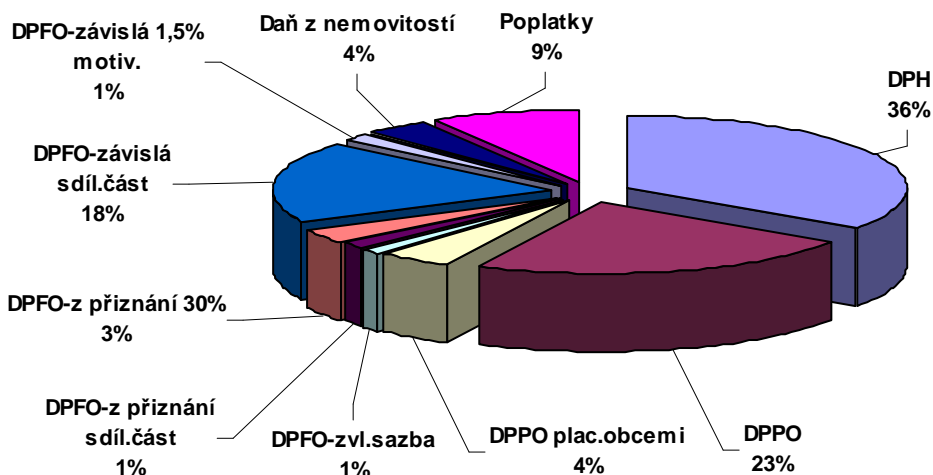 DPFO-závislá 1,5%
motiv.
1%
Daň z nemovitostí
4%
Poplatky
9%
DPH
36%
DPFO-závislá
sdíl.část
18%
DPFO-z přiznání 30%
3%
DPFO-z přiznání
sdíl.část
1%
DPFO-zvl.sazba
1%
DPPO plac.obcemi
4%
DPPO
23%